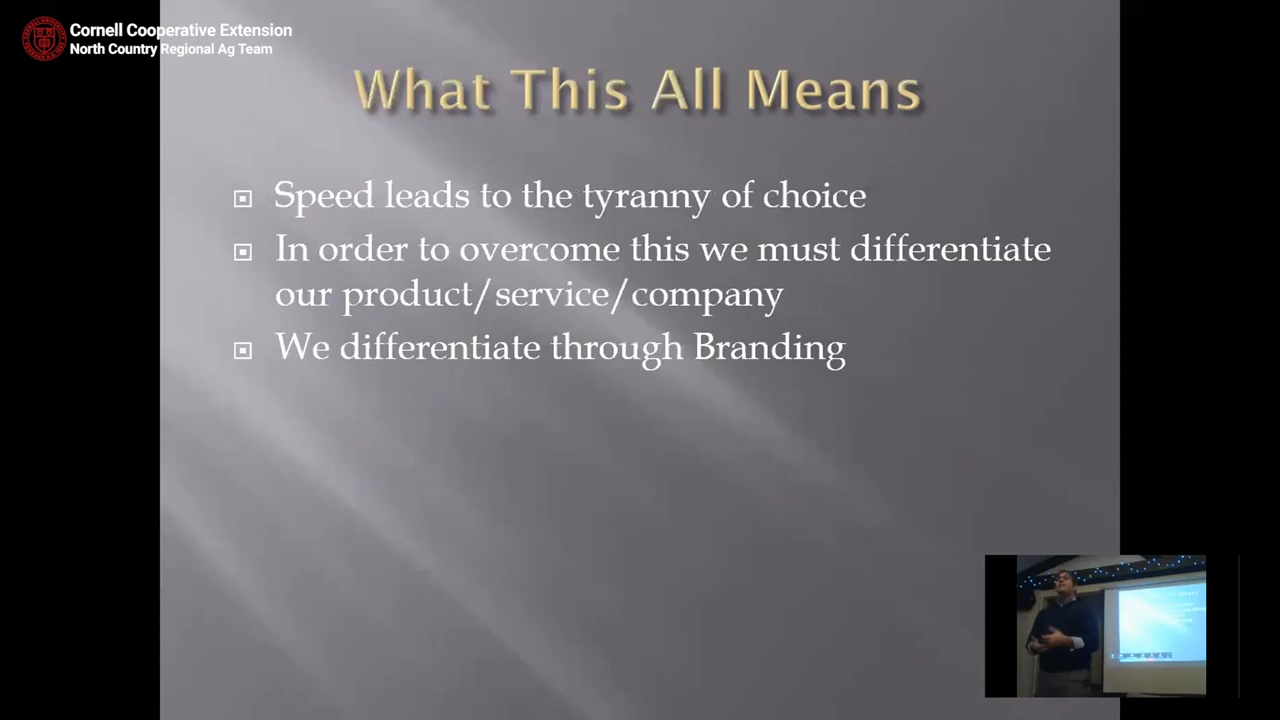 Cornell Cooperative Extension
North Country Regional Ag Team
What This All Means
Speed leads to the tyranny of choice
In order to overcome this we must differentiate
our product/service/company
We differentiate through Branding